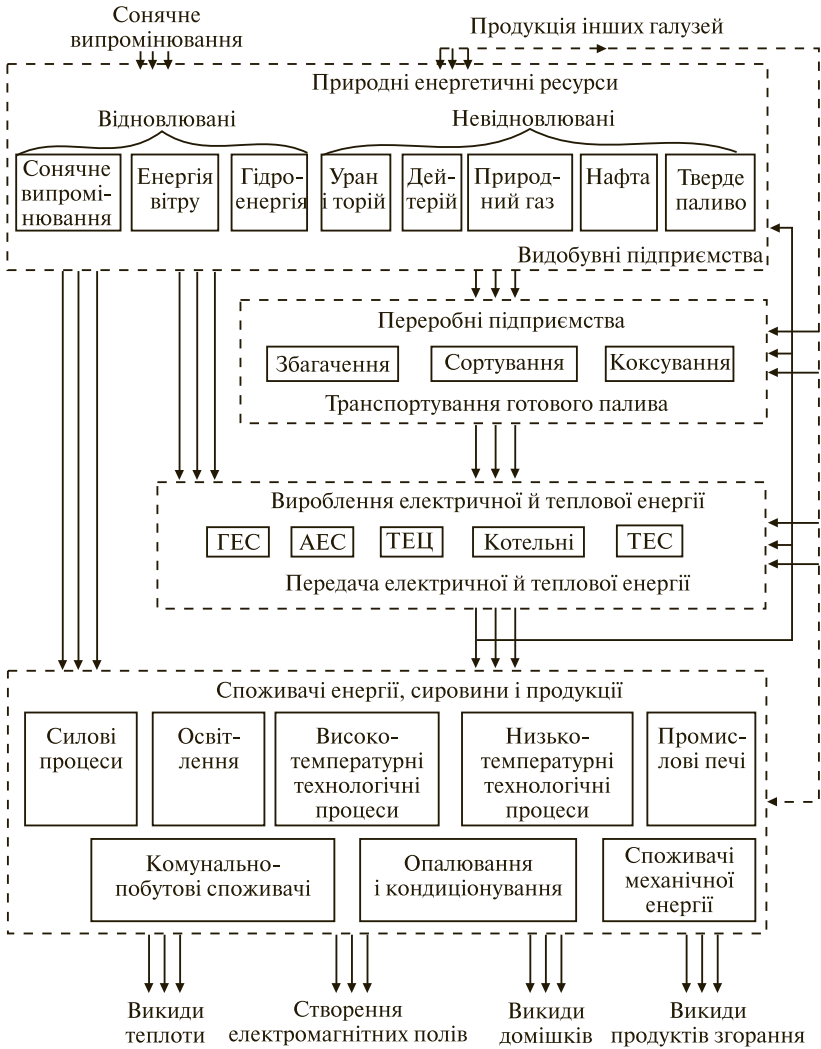 Сонячне
випромінювання
Продукція інших галузей
Природні енергетичні ресурси
Відновлювані
Невідновлювані
Сонячне
випромі-
нювання
Енергія
вітру
Гідро-
енергія
Уран
і торій
Дей-
терій
Природ-
ний газ
Нафта
Тверде
паливо
Видобувні підприємства
Переробні підприємства
Збагачення
Сортування
Коксування
Транспортування готового палива
Вироблення електричної й теплової енергії
ГЕС
АЕС
ТЕЦ
Котельні
ТЕС
Передача електричної й теплової енергії
Споживачі енергії, сировини і продукції
Силові
процеси
Освіт-
лення
Високо-
температурні
технологічні
процеси
Низько-
температурні
технологічні
процеси
Промис-
лові печі
Комунально-
побутові споживачі
Опалювання
і кондиціонування
Споживачі
механічної
енергії
Викиди
теплоти
Створення
електромагнітних полів
Викиди
домішків
Викиди
продуктів згорання